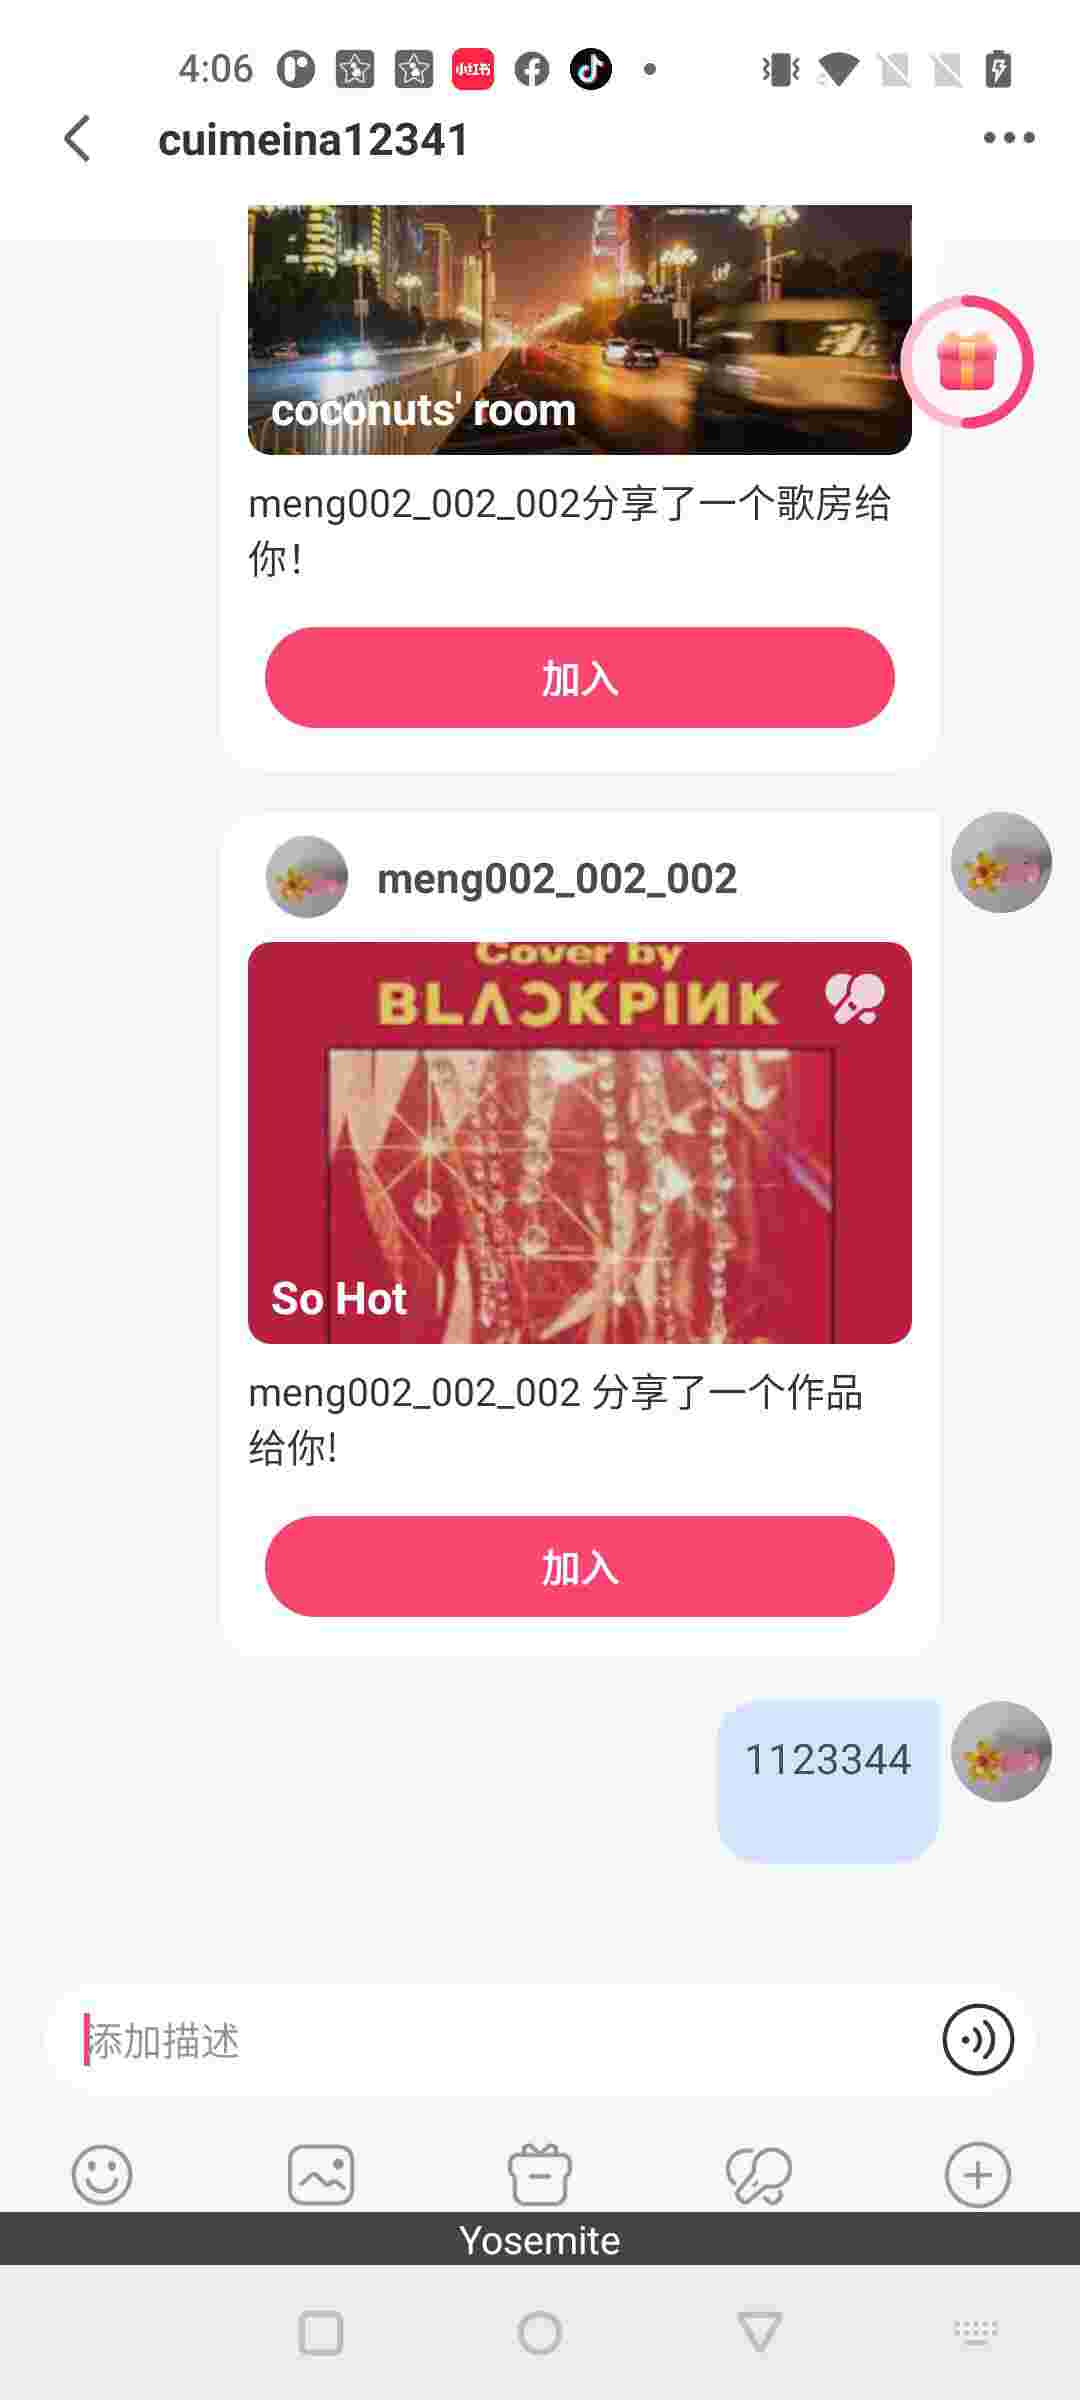 4:06
小红书
cuimeina12341
coconuts' room
meng002_002_002分享了一个歌房给
你！
加入
meng002_002_002
Cover by
BLACKPINK
So Hot
meng002_002_002 分享了一个作品
给你!
加入
1123344
添加描述
Yosemite